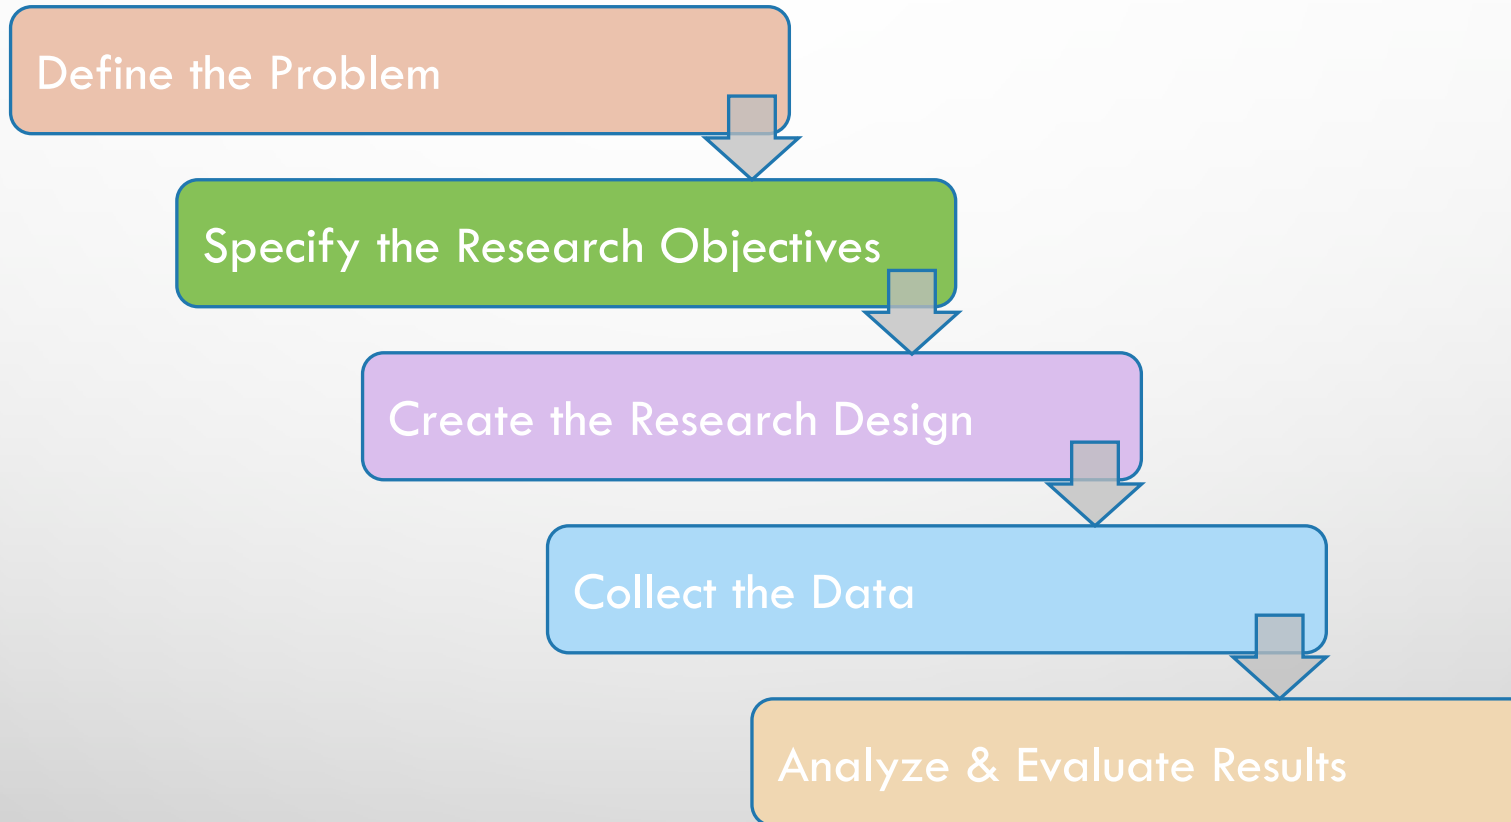 Define the Problem
Specify the Research Objectives
Create the Research Design
Collect the Data
Analyze & Evaluate Results